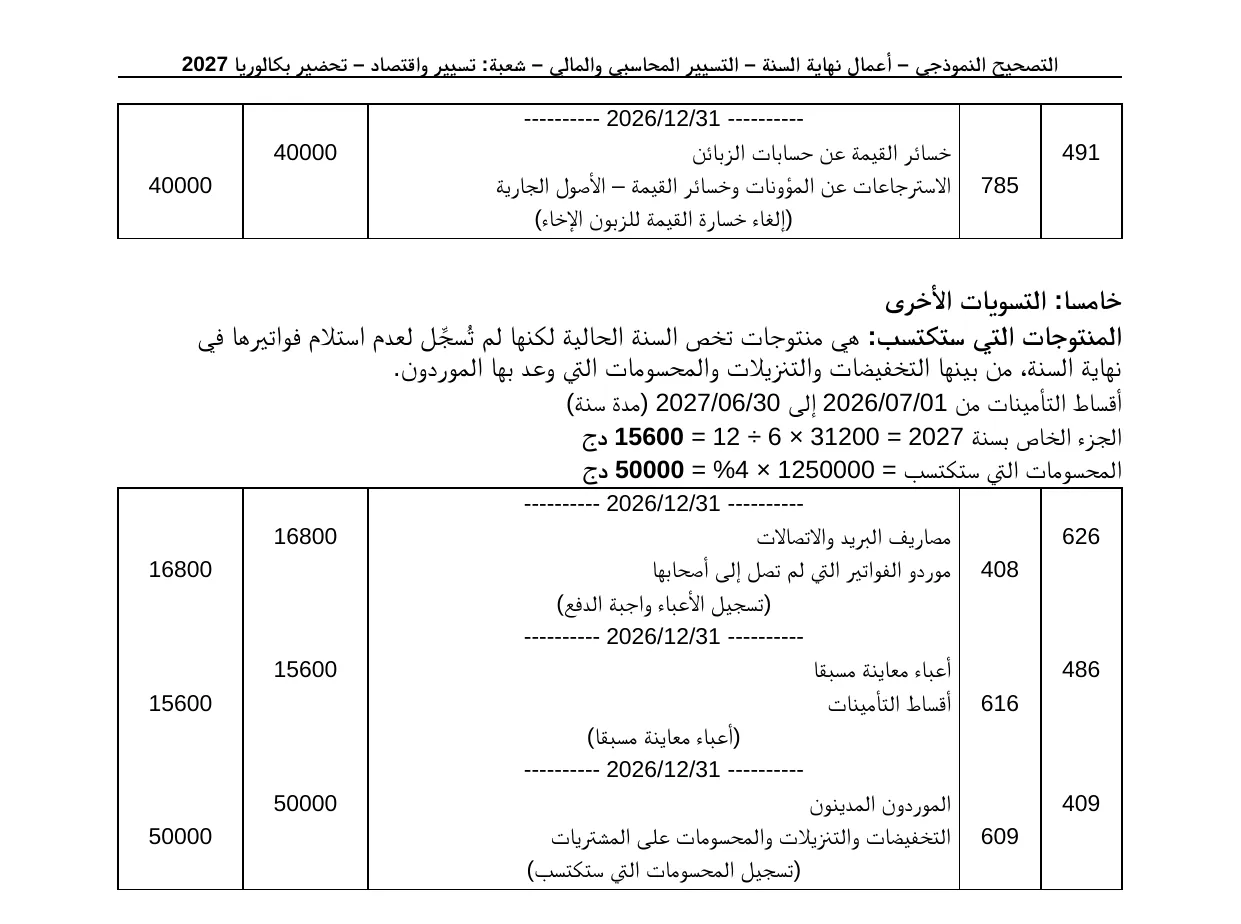 التصحيح النموذجي – أعمال نهاية السنة – التسيير المحاسبي والمالي – شعبة: تسيير واقتصاد – تحضير بكالوريا 2027
---------- 2026/12/31 ----------
491 خسائر القيمة عن حسابات الزبائن 40000
785 الاسترجاعات عن المؤونات وخسائر القيمة – الأصول الجارية 40000
(إلغاء خسارة القيمة للزبون الإخاء)
خامسا: التسويات الأخرى
المنتوجات التي ستكتسب: هي منتوجات تخص السنة الحالية لكنها لم تُسجَّل لعدم استلام فواتيرها في
نهاية السنة، من بينها التخفيضات والتنزيلات والمحسومات التي وعد بها الموردون.
أقساط التأمينات من 2026/07/01 إلى 2027/06/30 (مدة سنة)
الجزء الخاص بسنة 2027 = 31200 × 6 ÷ 12 = 15600 دج
المحسومات التي ستكتسب = 1250000 × 4% = 50000 دج
---------- 2026/12/31 ----------
626 مصاريف البريد والاتصالات 16800
408 موردو الفواتير التي لم تصل إلى أصحابها 16800
(تسجيل الأعباء واجبة الدفع)
---------- 2026/12/31 ----------
486 أعباء معاينة مسبقا 15600
616 أقساط التأمينات 15600
(أعباء معاينة مسبقا)
---------- 2026/12/31 ----------
409 الموردون المدينون 50000
609 التخفيضات والتنزيلات والمحسومات على المشتريات 50000
(تسجيل المحسومات التي ستكتسب)